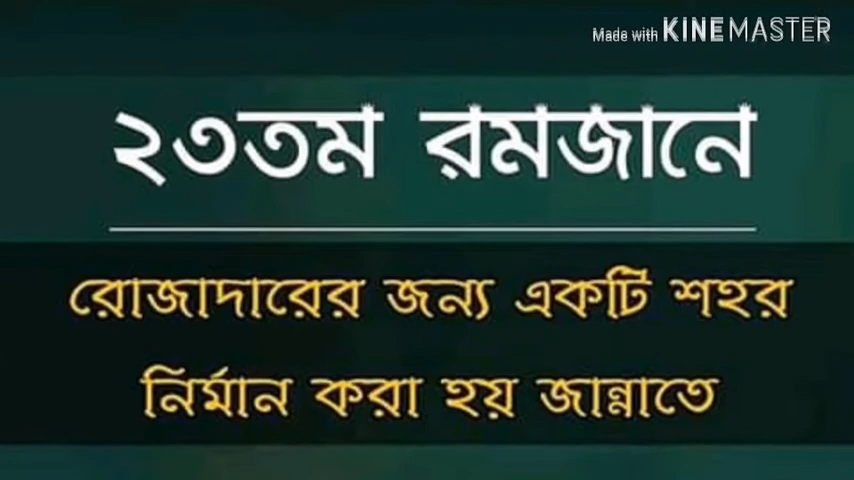 Made with KINEMASTER
২৩তম রমজানে
রোজাদারের জন্য একটি শহর
নির্মান করা হয় জান্নাতে